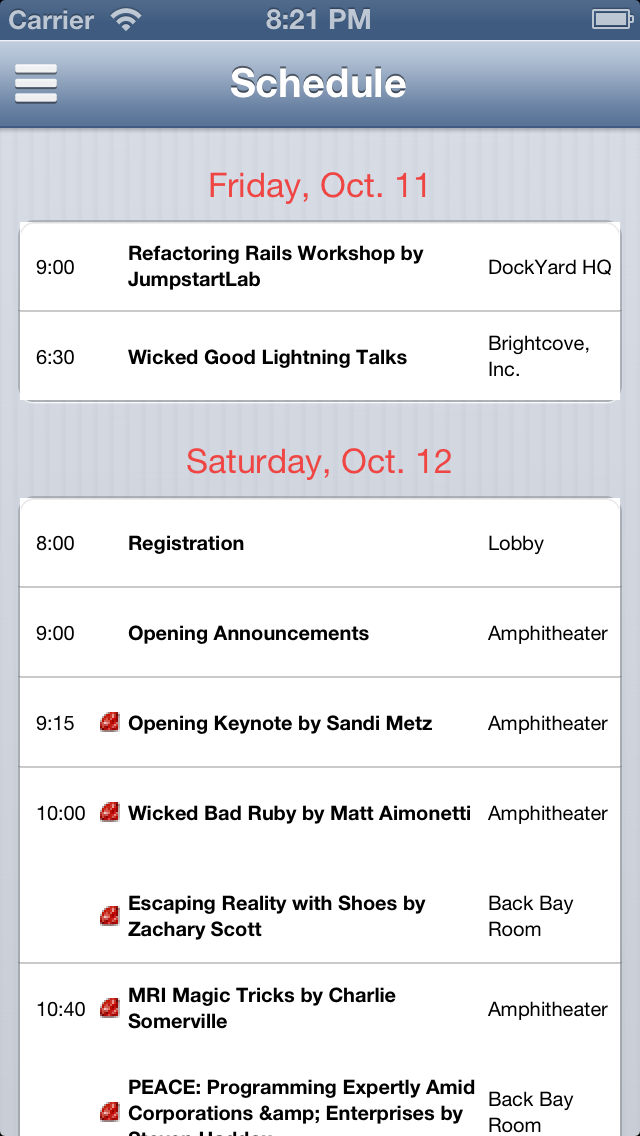 Carrier 8:21 PM
Schedule
Friday, Oct. 11
9:00 Refactoring Rails Workshop by JumpstartLab DockYard HQ
6:30 Wicked Good Lightning Talks Brightcove, Inc.
Saturday, Oct. 12
8:00 Registration Lobby
9:00 Opening Announcements Amphitheater
9:15 Opening Keynote by Sandi Metz Amphitheater
10:00 Wicked Bad Ruby by Matt Aimonetti Amphitheater
Escaping Reality with Shoes by Zachary Scott Back Bay Room
10:40 MRI Magic Tricks by Charlie Somerville Amphitheater
PEACE: Programming Expertly Amid Corporations &amp; Enterprises by Back Bay Room